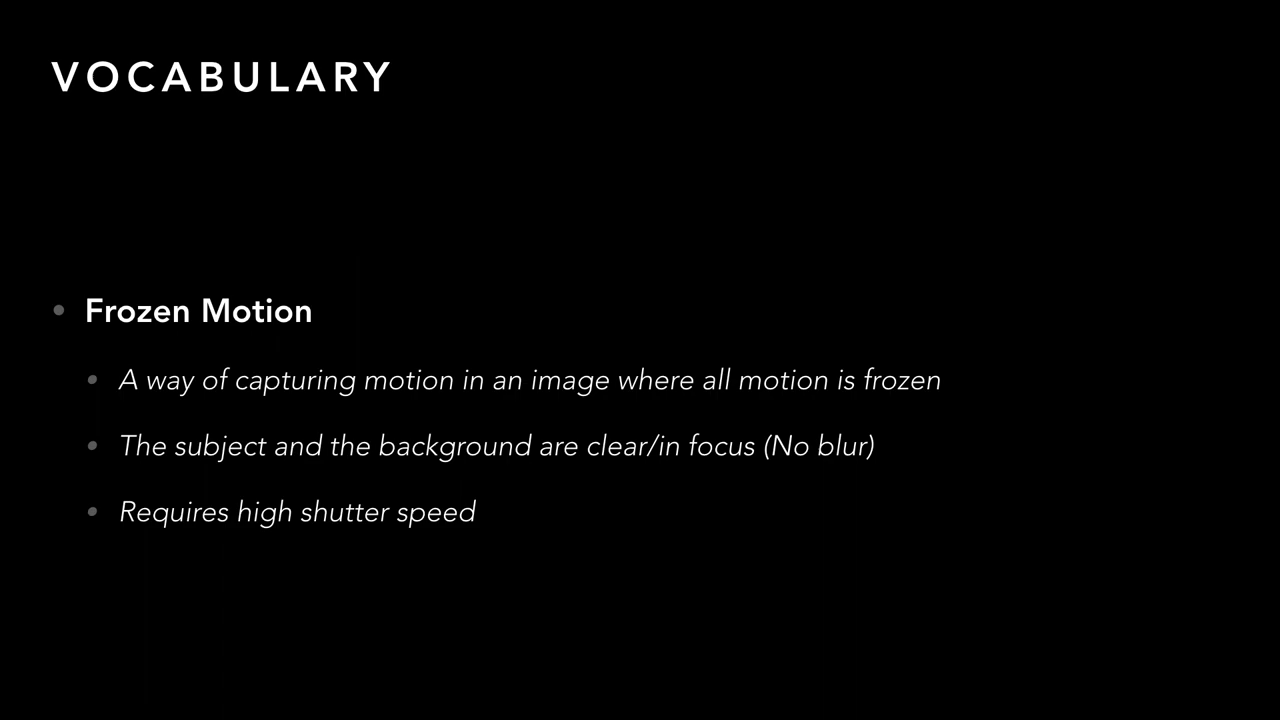 VOCABULARY
• Frozen Motion
• A way of capturing motion in an image where all motion is frozen
• The subject and the background are clear/in focus (No blur)
• Requires high shutter speed